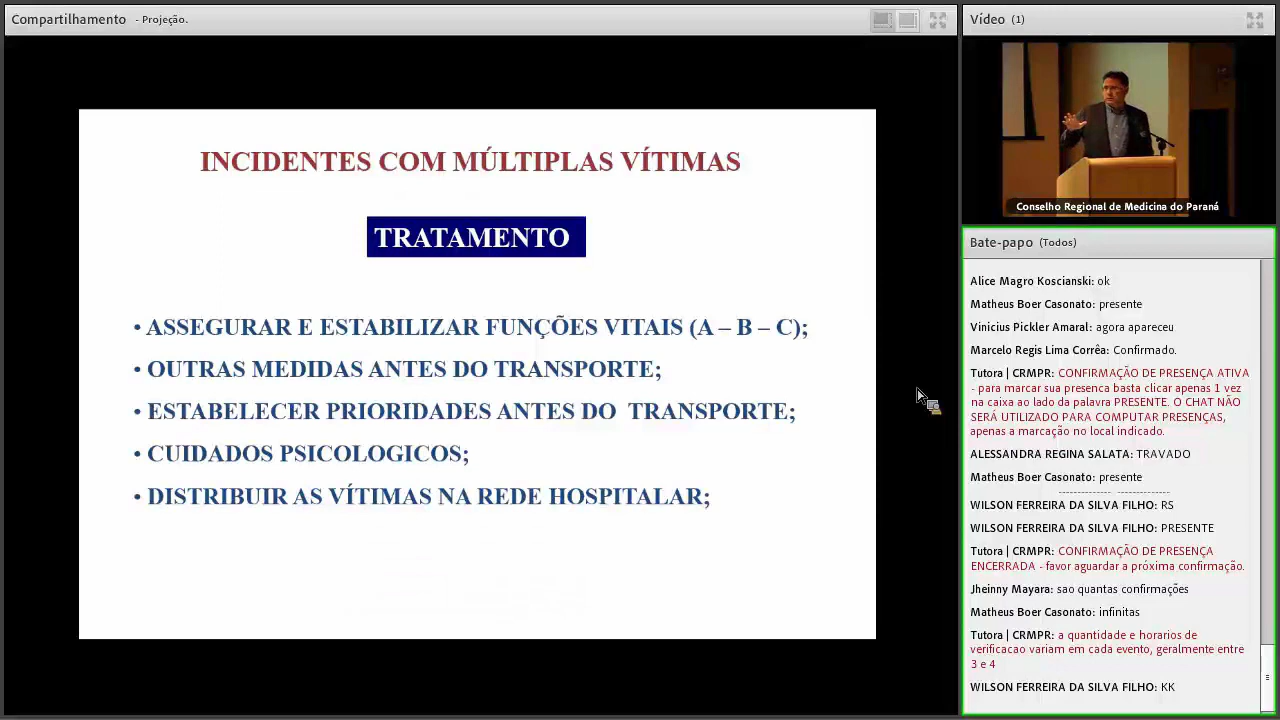 Compartilhamento - Projeção.
INCIDENTES COM MÚLTIPLAS VÍTIMAS
TRATAMENTO
• ASSEGURAR E ESTABILIZAR FUNÇÕES VITAIS (A – B – C);
• OUTRAS MEDIDAS ANTES DO TRANSPORTE;
• ESTABELECER PRIORIDADES ANTES DO TRANSPORTE;
• CUIDADOS PSICOLOGICOS;
• DISTRIBUIR AS VÍTIMAS NA REDE HOSPITALAR;
Vídeo (1)
Conselho Regional de Medicina do Paraná
Bate-papo (Todos)
Alice Magro Koscianski: ok
Matheus Boer Casonato: presente
Vinicius Pickler Amaral: agora apareceu
Marcelo Regis Lima Corrêa: Confirmado.
Tutora | CRMPR: CONFIRMAÇÃO DE PRESENÇA ATIVA
- para marcar sua presenca basta clicar apenas 1 vez
na caixa ao lado da palavra PRESENTE. O CHAT NÃO
SERÁ UTILIZADO PARA COMPUTAR PRESENÇAS,
apenas a marcação no local indicado.
ALESSANDRA REGINA SALATA: TRAVADO
Matheus Boer Casonato: presente
WILSON FERREIRA DA SILVA FILHO: RS
WILSON FERREIRA DA SILVA FILHO: PRESENTE
Tutora | CRMPR: CONFIRMAÇÃO DE PRESENÇA
ENCERRADA - favor aguardar a próxima confirmação.
Jheinny Mayara: sao quantas confirmações
Matheus Boer Casonato: infinitas
Tutora | CRMPR: a quantidade e horarios de
verificacao variam em cada evento, geralmente entre
3 e 4
WILSON FERREIRA DA SILVA FILHO: KK